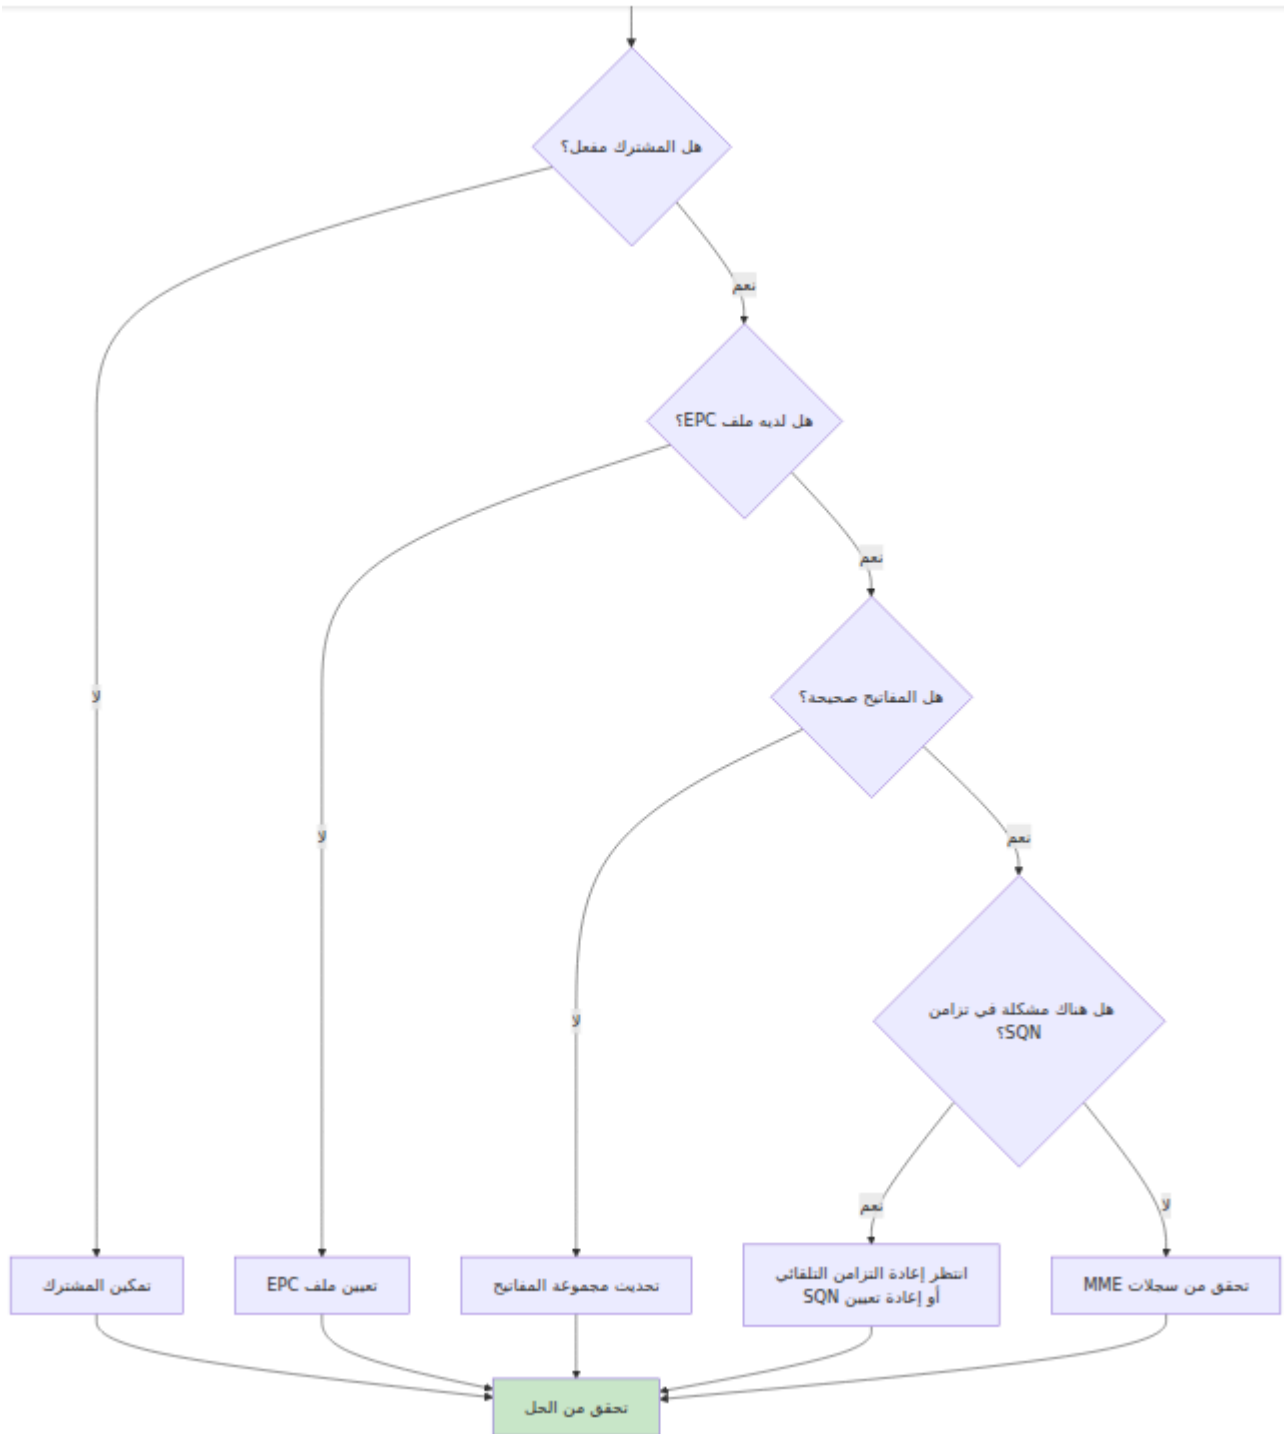 هل المشترك مفعل؟
نعم
هل لديه ملف EPC؟
نعم
هل المفاتيح صحيحة؟
لا
لا
نعم
هل هناك مشكلة في تزامن
SQN؟
لا
نعم
لا
تمكين المشترك
تعيين ملف EPC
تحديث مجموعة المفاتيح
انتظر إعادة التزامن التلقائي
أو إعادة تعيين SQN
تحقق من سجلات MME
تحقق من الحل